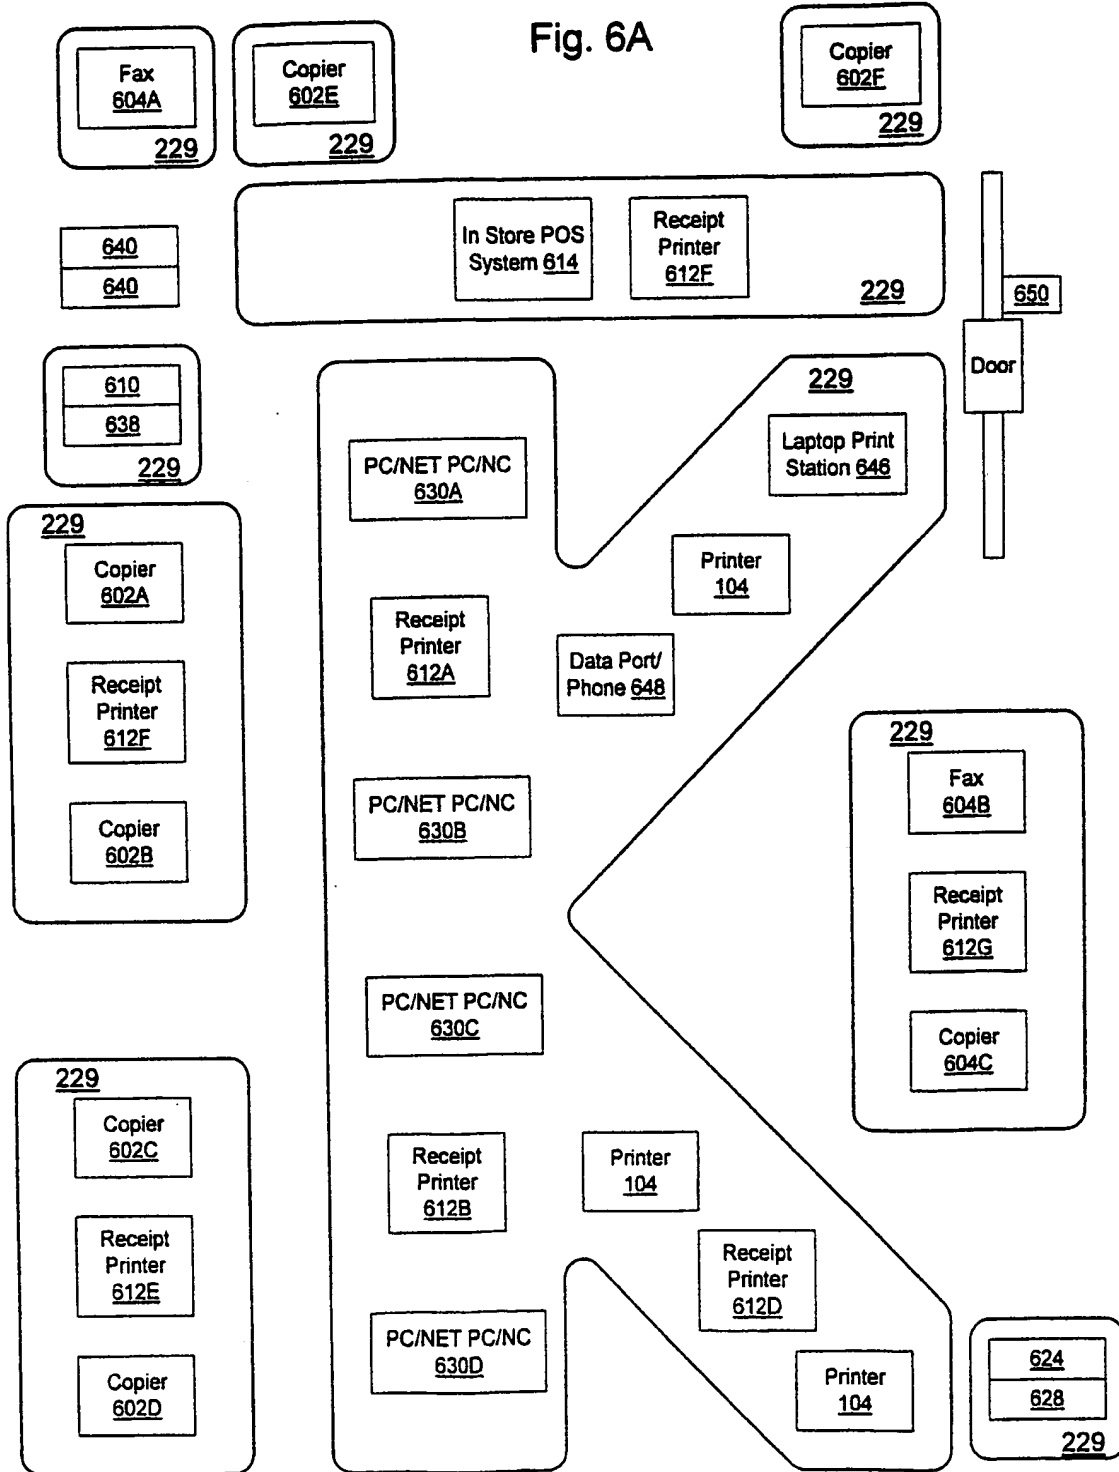 Fig. 6A
Fax
604A
229
Copier
602E
229
Copier
602F
229
In Store POS
System 614
Receipt
Printer
612F
229
640
640
650
Door
610
638
229
229
Laptop Print
Station 646
PC/NET PC/NC
630A
Printer
104
Receipt
Printer
612A
Data Port/
Phone 648
PC/NET PC/NC
630B
PC/NET PC/NC
630C
Receipt
Printer
612B
Printer
104
Receipt
Printer
612D
PC/NET PC/NC
630D
Printer
104
229
Copier
602A
Receipt
Printer
612F
Copier
602B
229
Copier
602C
Receipt
Printer
612E
Copier
602D
229
Fax
604B
Receipt
Printer
612G
Copier
604C
624
628
229